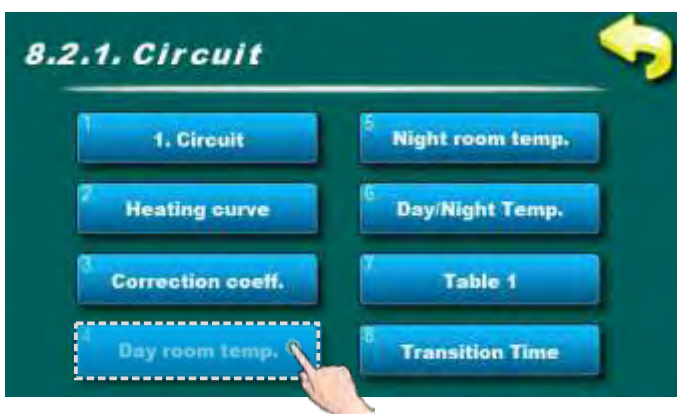 8.2.1. Circuit
1
1. Circuit
2
Heating curve
3
Correction coeff.
4
Day room temp.
5
Night room temp.
6
Day/Night Temp.
7
Table 1
8
Transition Time